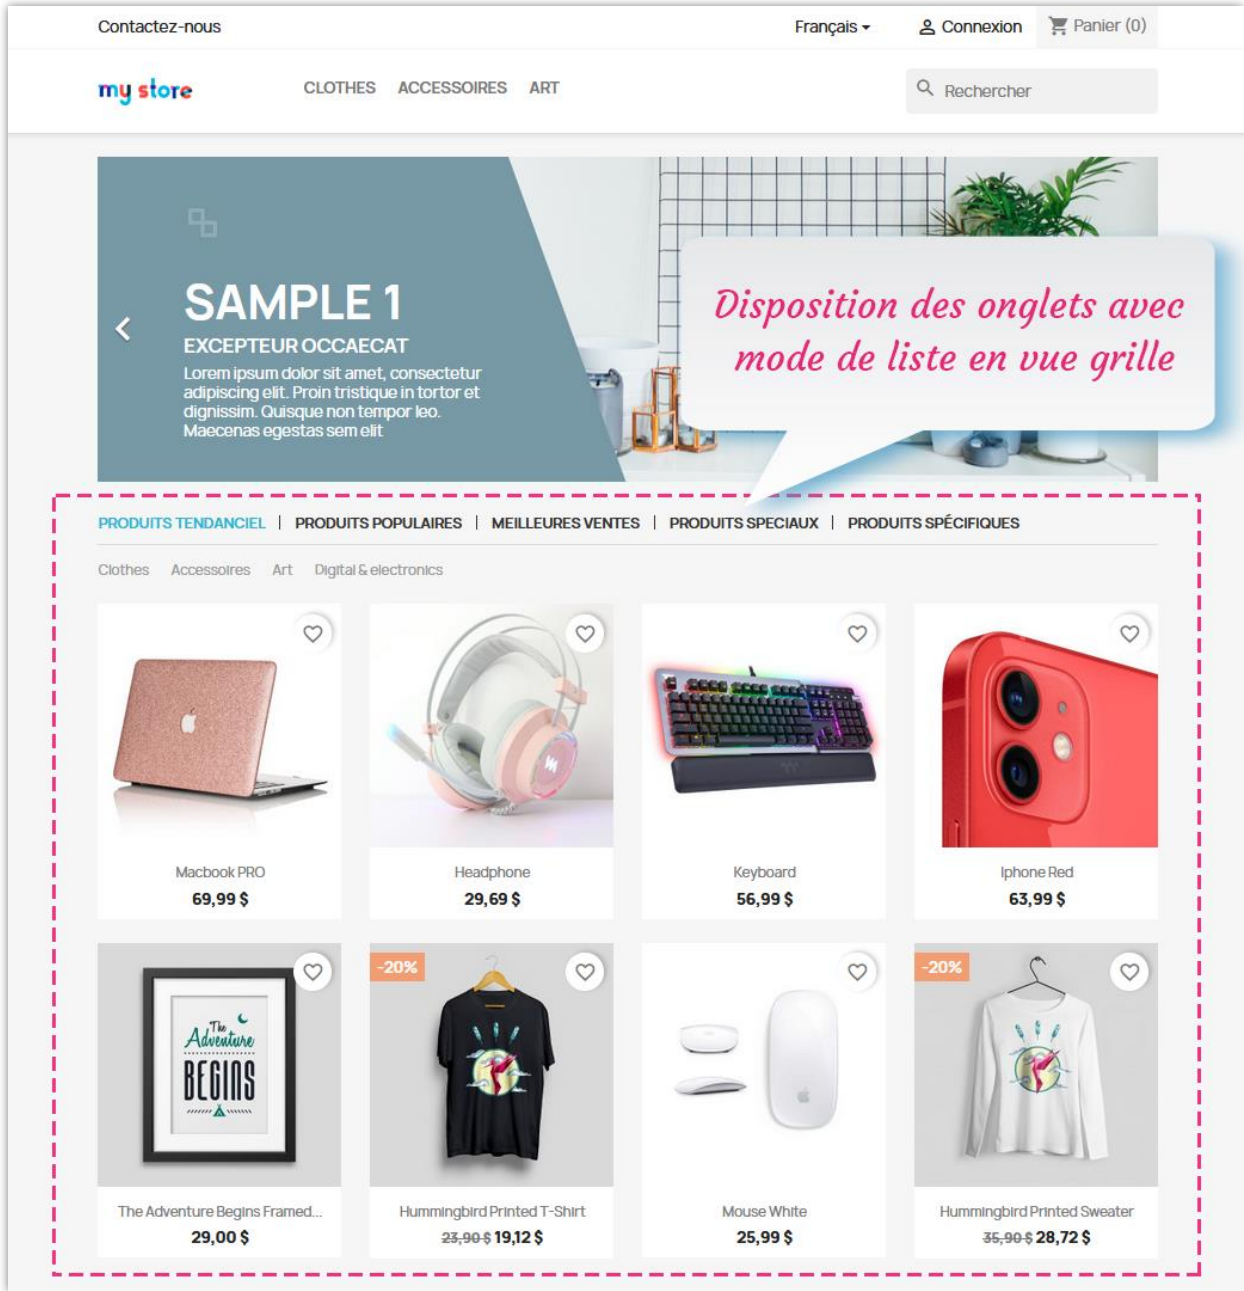 Contactez-nous
Français
Connexion
Panier (0)
my store
CLOTHES ACCESSOIRES ART
Rechercher
SAMPLE 1
EXCEPTEUR OCCAECAT
Lorem ipsum dolor sit amet, consectetur
adipiscing elit. Proin tristique in tortor et
dignissim. Quisque non tempor leo.
Maecenas egestas sem elit
Disposition des onglets avec
mode de liste en vue grille
PRODUITS TENDANCIEL | PRODUITS POPULAIRES | MEILLEURES VENTES | PRODUITS SPECIAUX | PRODUITS SPÉCIFIQUES
Clothes Accessoires Art Digital & electronics
Macbook PRO
69,99 $
Headphone
29,69 $
Keyboard
56,99 $
Iphone Red
63,99 $
The
Adventure
BEGINS
The Adventure Begins Framed...
29,00 $
-20%
Hummingbird Printed T-Shirt
23,90 $ 19,12 $
Mouse White
25,99 $
-20%
Hummingbird Printed Sweater
35,90 $ 28,72 $